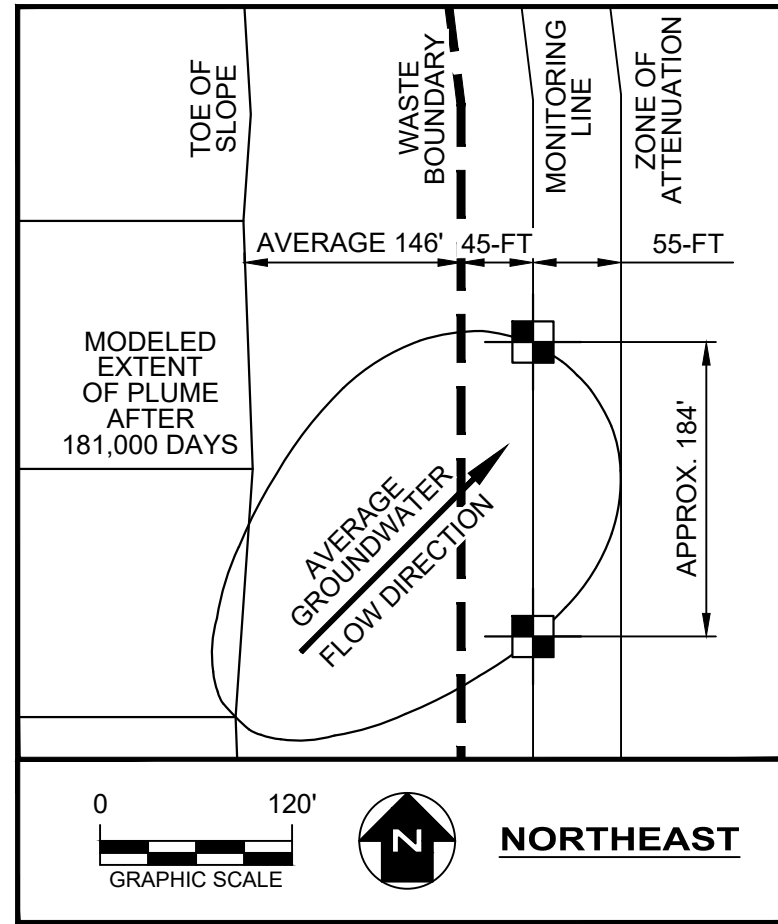 TOE OF
SLOPE
WASTE
BOUNDARY
MONITORING
LINE
ZONE OF
ATTENUATION
AVERAGE 146'
45-FT
55-FT
MODELED
EXTENT
OF PLUME
AFTER
181,000 DAYS
AVERAGE
GROUNDWATER
FLOW DIRECTION
APPROX. 184'
0
120'
GRAPHIC SCALE
N
NORTHEAST